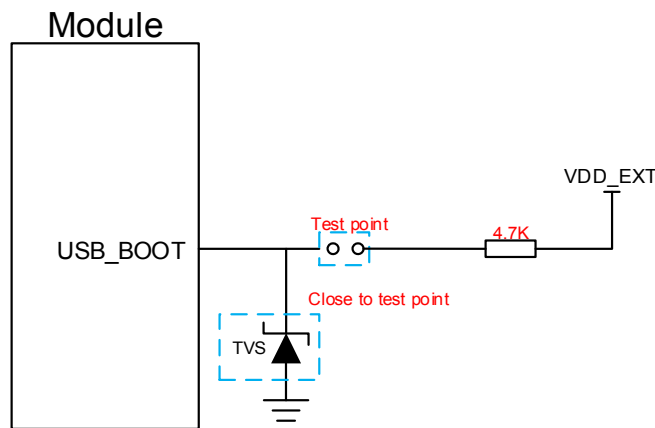 Module
VDD_EXT
Test point
4.7K
USB_BOOT
Close to test point
TVS